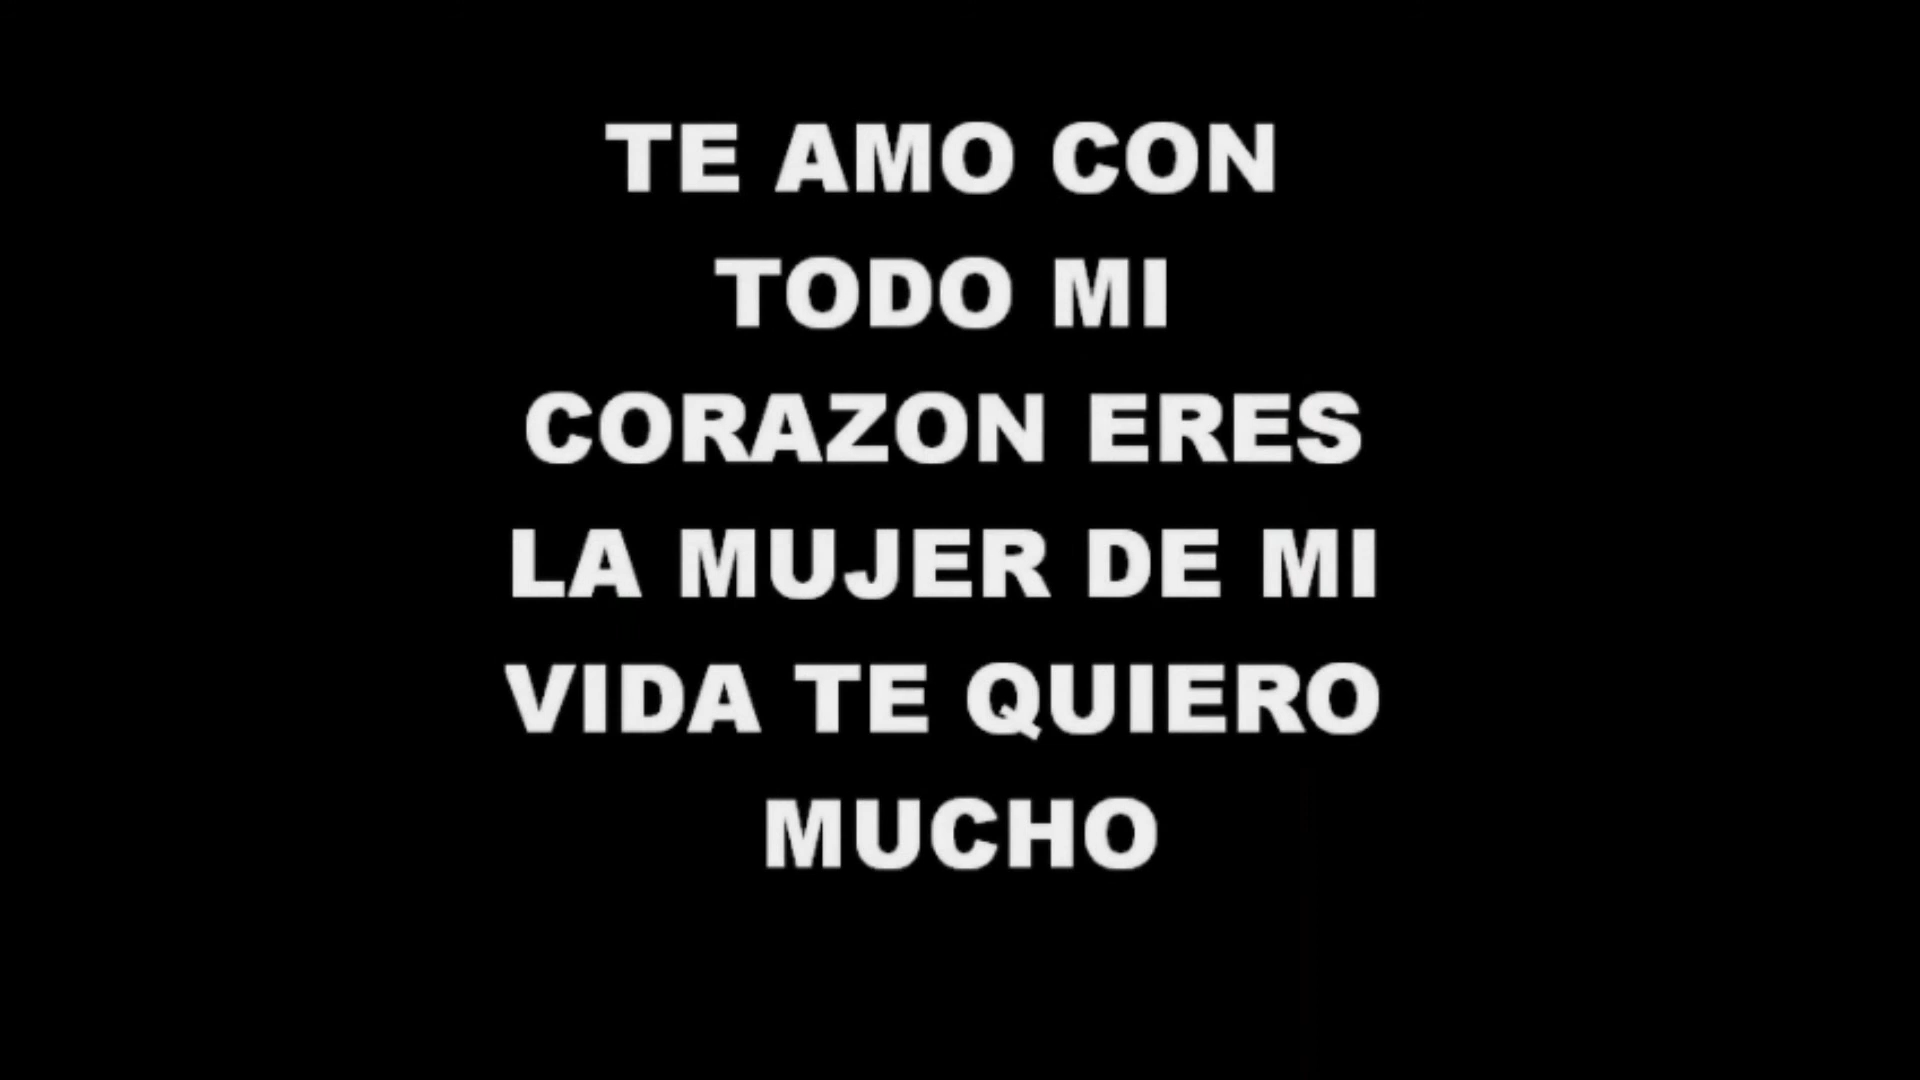 TE AMO CON
TODO MI
CORAZON ERES
LA MUJER DE MI
VIDA TE QUIERO
MUCHO